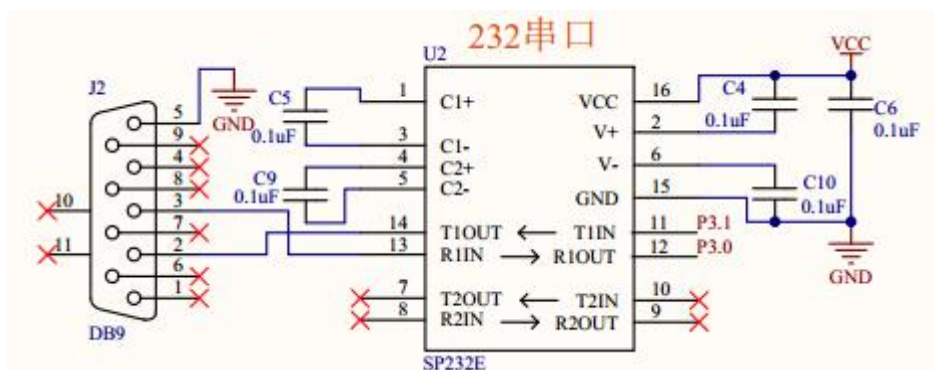 232串口
U2
VCC
J2
5
9
4
8
3
7
2
6
1
10
11
DB9
GND
C5
0.1uF
C9
0.1uF
1
3
4
5
14
13
7
8
C1+
C1-
C2+
C2-
T1OUT
R1IN
T2OUT
R2IN
VCC
V+
V-
GND
T1IN
R1OUT
T2IN
R2OUT
16
2
6
15
11
12
10
9
P3.1
P3.0
C4
0.1uF
C6
0.1uF
C10
0.1uF
GND
SP232E